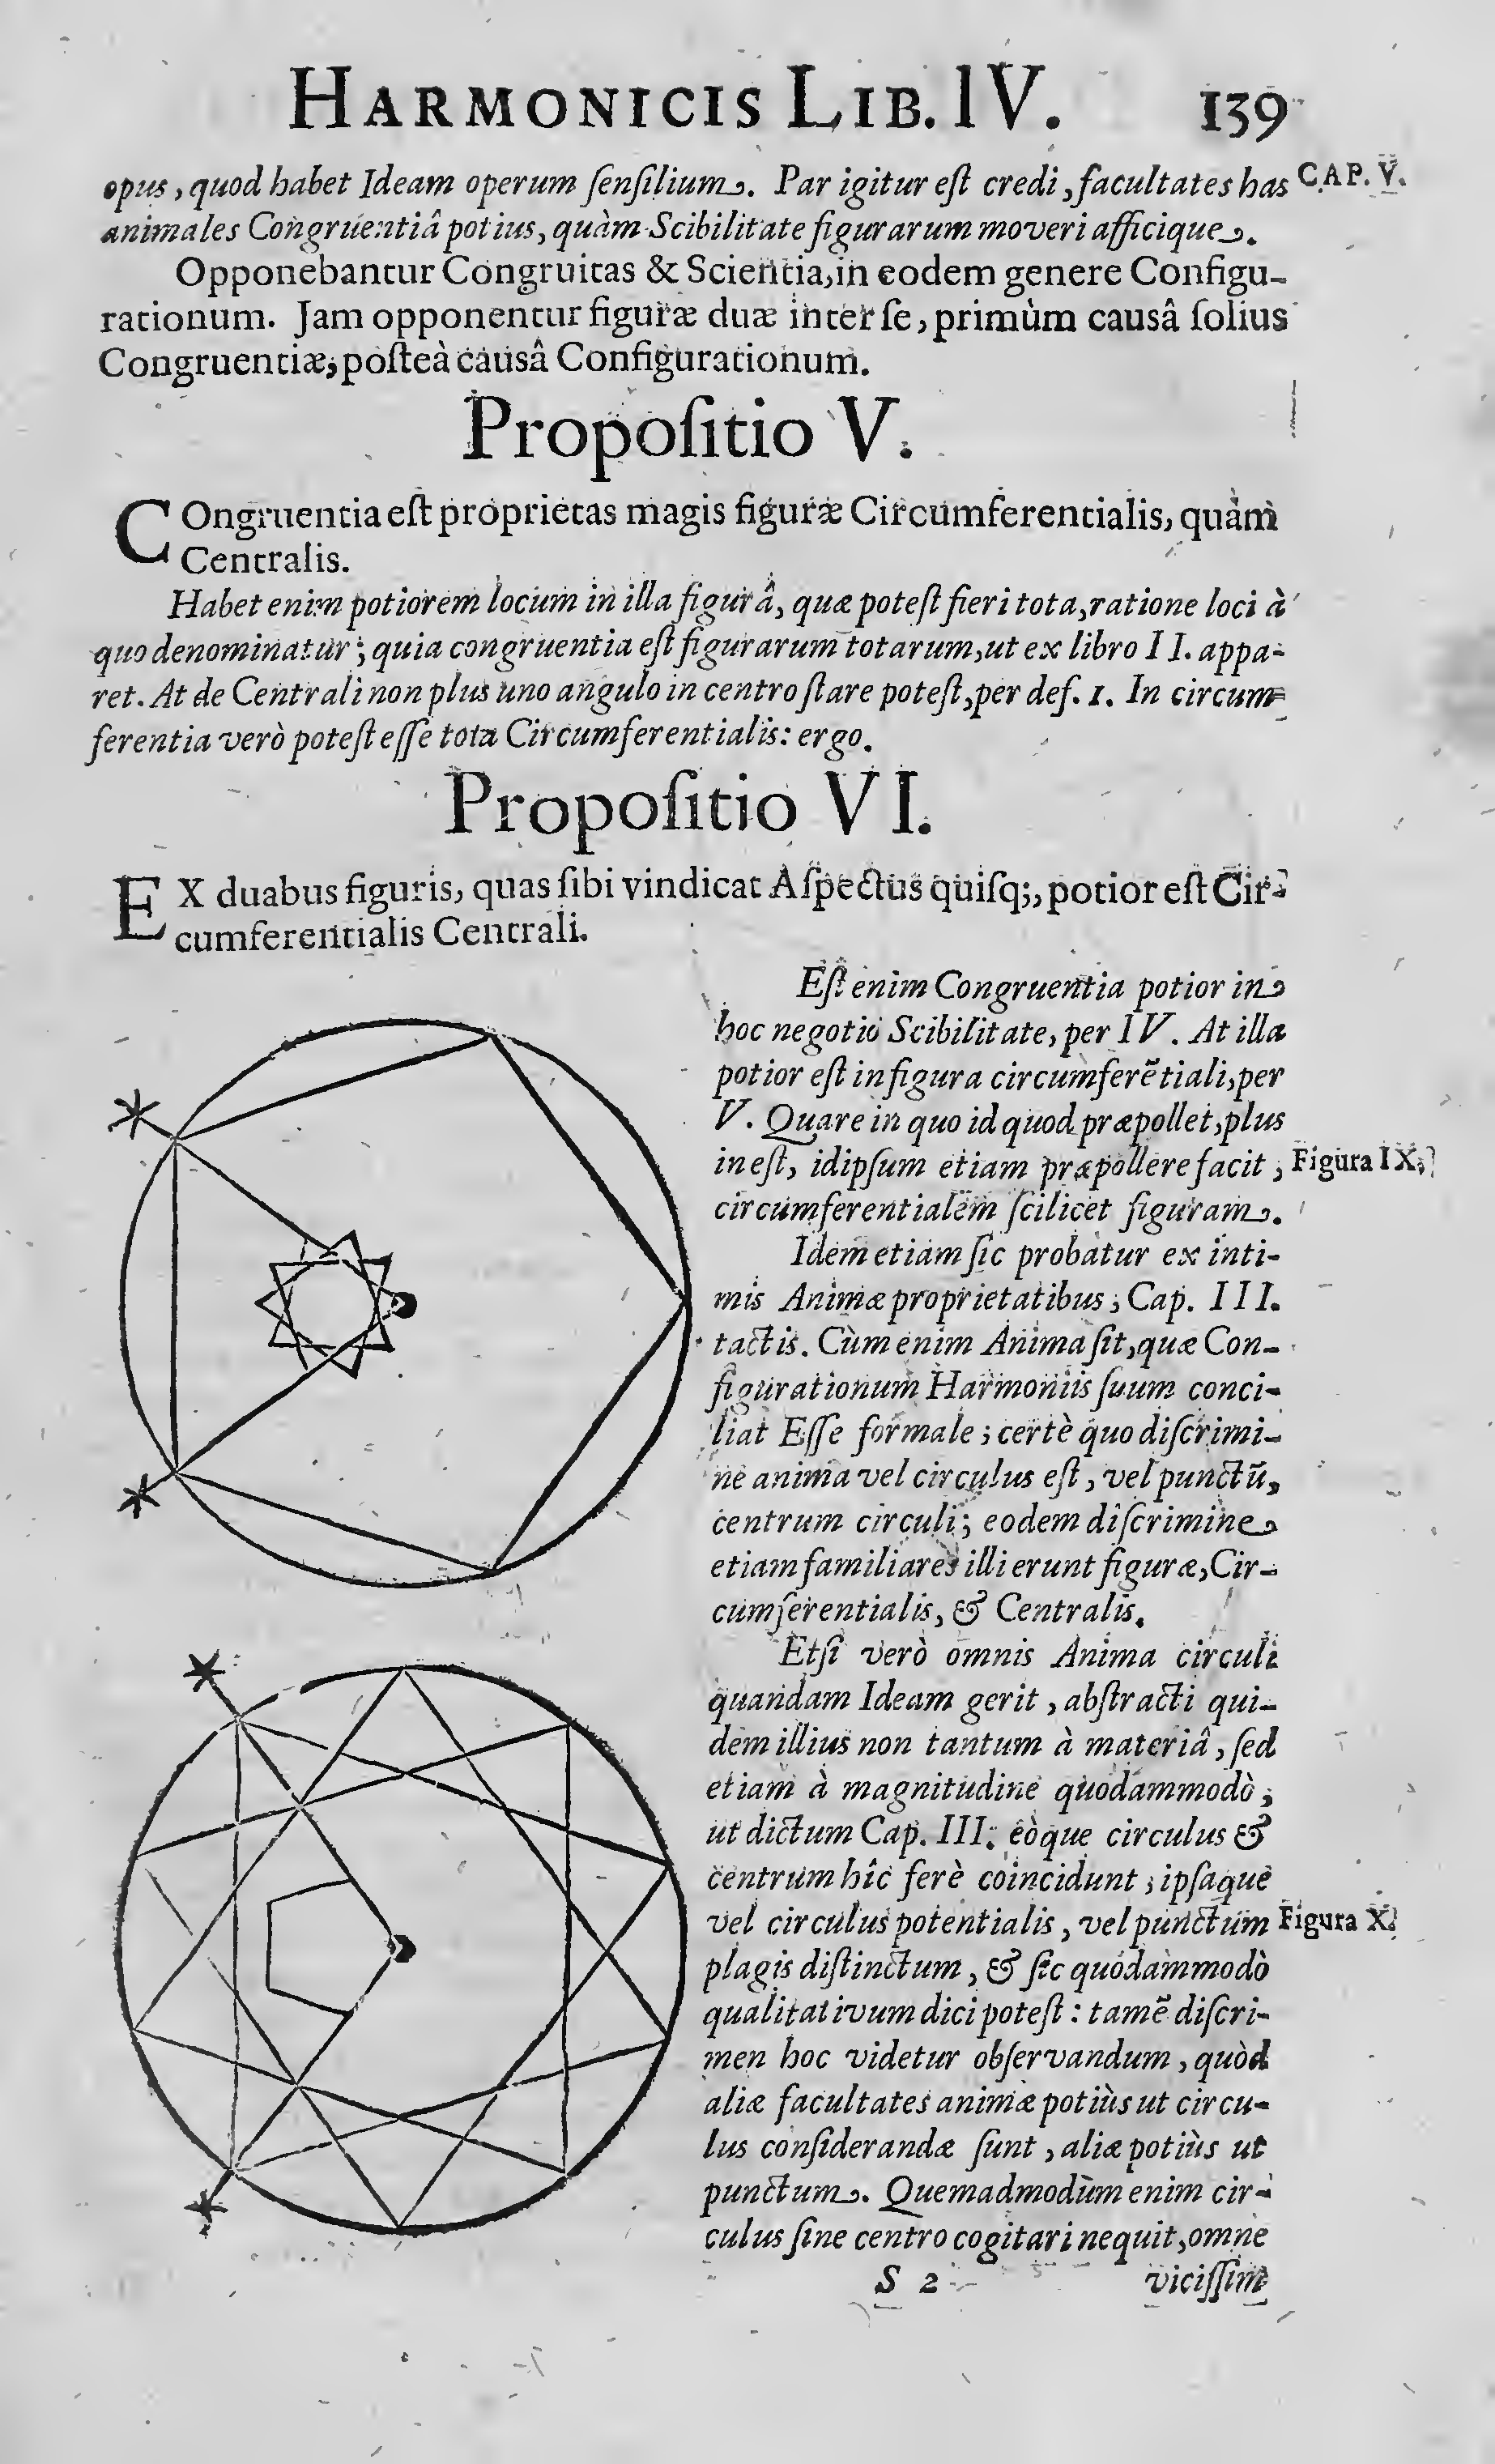 HARMONICIS LIB. IV. 139
opus, quod habet Ideam operum ſenſilium. Par igitur eſt credi, facultates has CAP. V.
animales Congruentiâ potius, quàm Scibilitate figurarum moveri afficique.
Opponebantur Congruitas & Scientia, in eodem genere Configu-
rationum. Jam opponentur figuræ duæ inter ſe, primùm causâ ſolius
Congruentiæ, poſteà causâ Configurationum.
Propoſitio V.
COngruentia eſt proprietas magis figuræ Circumferentialis, quàm
Centralis.
Habet enim potiorem locum in illa figurâ, quæ poteſt fieri tota, ratione loci à
quo denominatur; quia congruentia eſt figurarum totarum, ut ex libro II. appa-
ret. At de Centrali non plus uno angulo in centro ſtare poteſt, per def. 1. In circum-
ferentia verò poteſt eſſe tota Circumferentialis: ergo.
Propoſitio VI.
EX duabus figuris, quas ſibi vindicat Aſpectus quiſq;, potior eſt Cir-
cumferentialis Centrali.
Eſt enim Congruentia potior in
hoc negotio Scibilitate, per IV. At illa
potior eſt in figura circumferẽtiali, per
V. Quare in quo id quod præpollet, plus
ineſt, idipſum etiam præpollere facit, Figura IX.
circumferentialem ſcilicet figuram.
Idem etiam ſic probatur ex inti-
mis Animæ proprietatibus, Cap. III.
tactis. Cùm enim Anima ſit, quæ Con-
figurationum Harmoniis ſuum conci-
liat Eſſe formale; certè quo diſcrimi-
ne anima vel circulus eſt, vel punctũ,
centrum circuli; eodem diſcrimine
etiam familiares illi erunt figuræ, Cir-
cumferentialis, & Centralis.
Etſi verò omnis Anima circuli
quandam Ideam gerit, abſtracti qui-
dem illius non tantum à materiâ, ſed
etiam à magnitudine quodammodò;
ut dictum Cap. III. eòque circulus &
centrum hîc ferè coincidunt; ipſaque
vel circulus potentialis, vel punctum Figura X.
plagis diſtinctum, & ſic quodammodò
qualitativum dici poteſt: tamẽ diſcri-
men hoc videtur obſervandum, quòd
aliæ facultates animæ potiùs ut circu-
lus conſiderandæ ſunt, aliæ potiùs ut
punctum. Quemadmodùm enim cir-
culus ſine centro cogitari nequit, omne
S 2 viciſſim